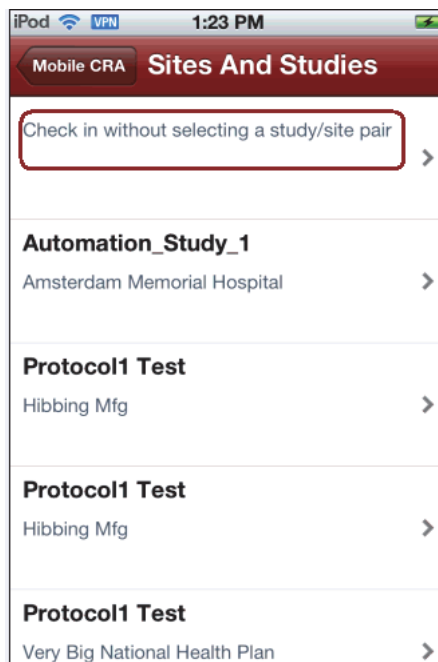 iPod VPN 1:23 PM
Mobile CRA Sites And Studies
Check in without selecting a study/site pair
Automation_Study_1
Amsterdam Memorial Hospital
Protocol1 Test
Hibbing Mfg
Protocol1 Test
Hibbing Mfg
Protocol1 Test
Very Big National Health Plan